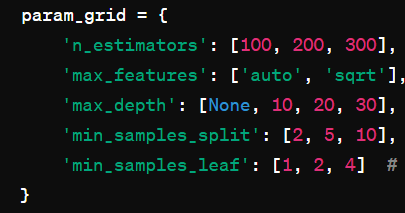 param_grid = {
    'n_estimators': [100, 200, 300],
    'max_features': ['auto', 'sqrt'],
    'max_depth': [None, 10, 20, 30],
    'min_samples_split': [2, 5, 10],
    'min_samples_leaf': [1, 2, 4]  #
}